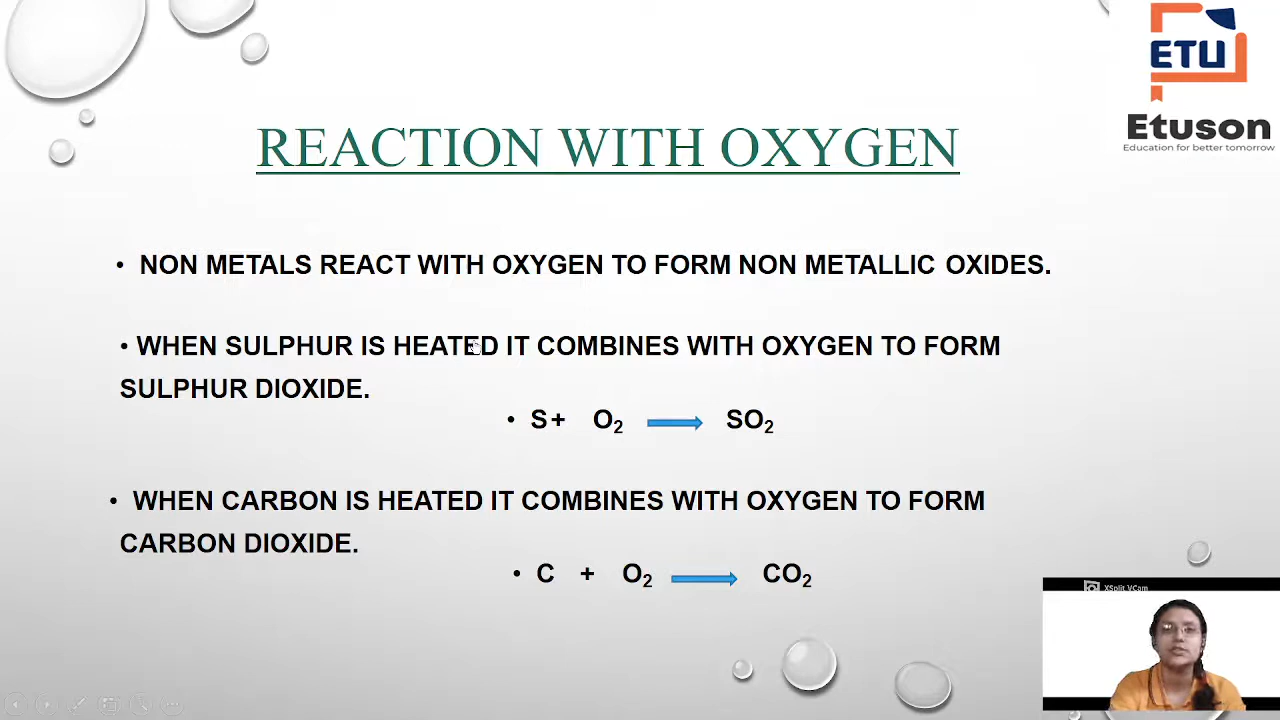 ETU
Etuson
Education for better tomorrow
REACTION WITH OXYGEN
• NON METALS REACT WITH OXYGEN TO FORM NON METALLIC OXIDES.
• WHEN SULPHUR IS HEATED IT COMBINES WITH OXYGEN TO FORM
SULPHUR DIOXIDE.
• S+ O₂ → SO₂
• WHEN CARBON IS HEATED IT COMBINES WITH OXYGEN TO FORM
CARBON DIOXIDE.
• C + O₂ → CO₂
XSplit VCam